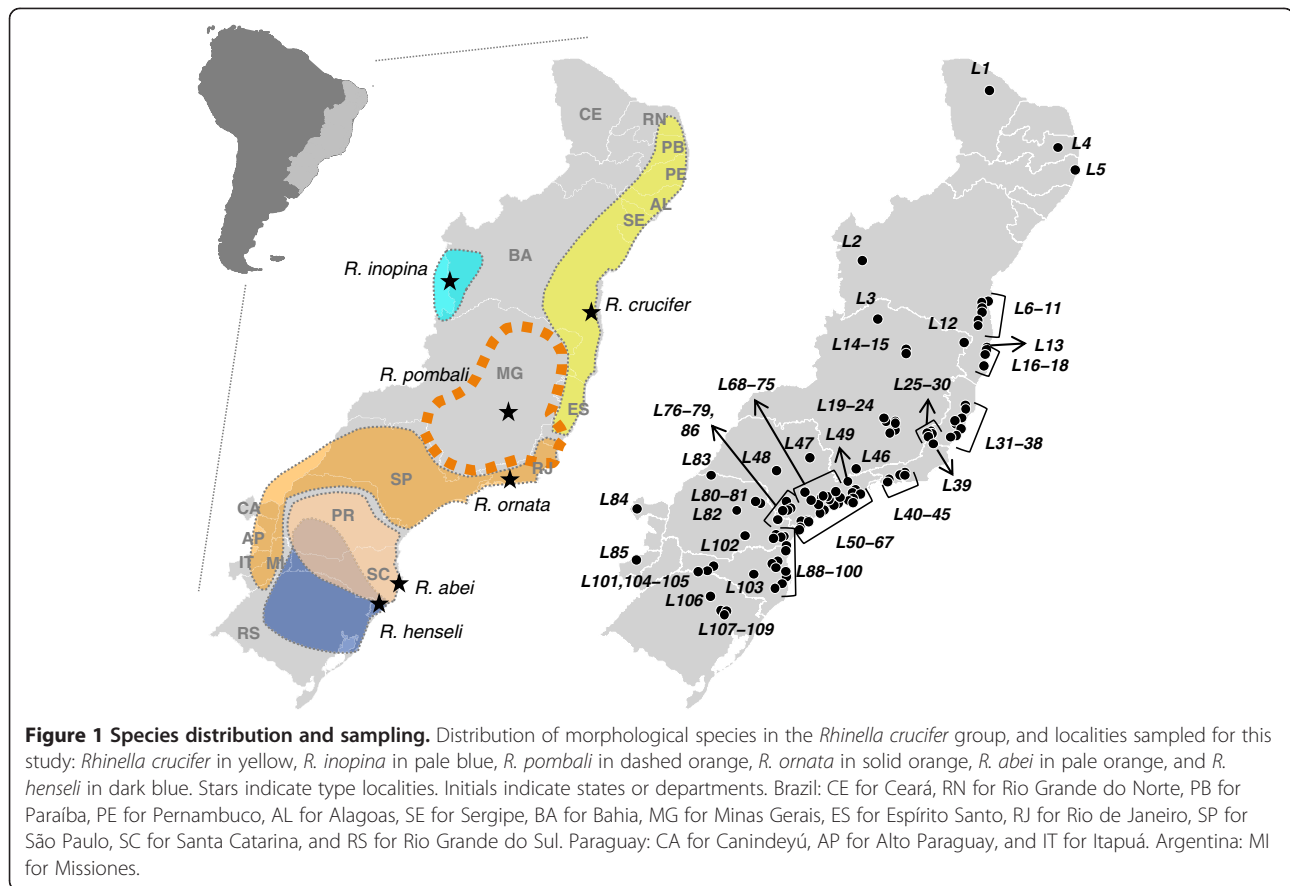 CE
RN
PB
PE
AL
SE
BA
R. inopina
R. crucifer
R. pombali
MG
ES
RJ
SP
R. ornata
CA
PR
AP
IT
MI
SC
R. abei
RS
R. henseli
L1
L4
L5
L2
L3
L6–11
L12
L13
L14–15
L16–18
L68–75
L25–30
L76–79,
86
L19–24
L31–38
L47
L49
L83
L48
L46
L39
L84
L80–81
L82
L40–45
L50–67
L102
L85
L88–100
L101,104–105
L103
L106
L107–109
Figure 1 Species distribution and sampling. Distribution of morphological species in the Rhinella crucifer group, and localities sampled for this
study: Rhinella crucifer in yellow, R. inopina in pale blue, R. pombali in dashed orange, R. ornata in solid orange, R. abei in pale orange, and R.
henseli in dark blue. Stars indicate type localities. Initials indicate states or departments. Brazil: CE for Ceará, RN for Rio Grande do Norte, PB for
Paraíba, PE for Pernambuco, AL for Alagoas, SE for Sergipe, BA for Bahia, MG for Minas Gerais, ES for Espírito Santo, RJ for Rio de Janeiro, SP for
São Paulo, SC for Santa Catarina, and RS for Rio Grande do Sul. Paraguay: CA for Canindeyú, AP for Alto Paraguay, and IT for Itapuá. Argentina: MI
for Missiones.